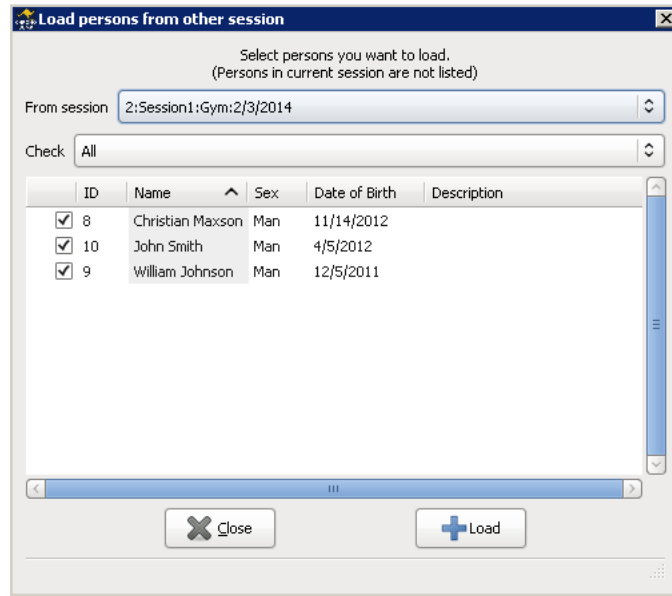 Load persons from other session
Select persons you want to load.
(Persons in current session are not listed)
From session 2:Session1:Gym:2/3/2014
Check All
ID Name Sex Date of Birth Description
8 Christian Maxson Man 11/14/2012
10 John Smith Man 4/5/2012
9 William Johnson Man 12/5/2011
Close Load